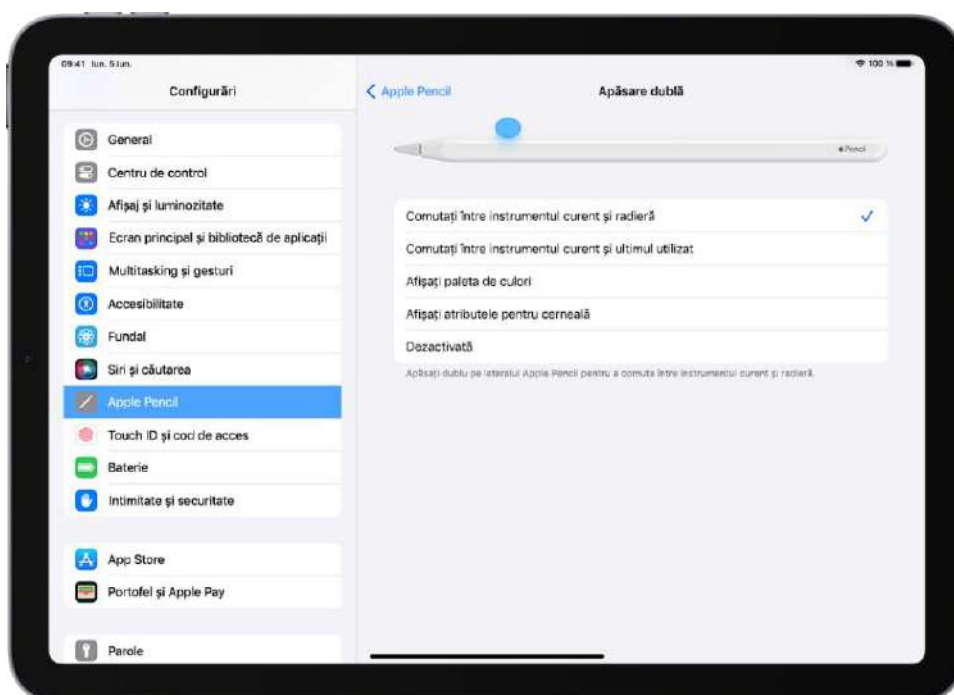 09:41 lun. 5 iun.
100 %
Configurări
Apple Pencil
Apăsare dublă
General
Centru de control
Afișaj și luminozitate
Ecran principal și bibliotecă de aplicații
Multitasking și gesturi
Accesibilitate
Fundal
Siri și căutarea
Apple Pencil
Touch ID și cod de acces
Baterie
Intimitate și securitate
App Store
Portofel și Apple Pay
Parole
Pencil
Comutați între instrumentul curent și radieră
Comutați între instrumentul curent și ultimul utilizat
Afișați paleta de culori
Afișați atributele pentru cerneală
Dezactivată
Apăsați dublu pe lateralul Apple Pencil pentru a comuta între instrumentul curent și radieră.